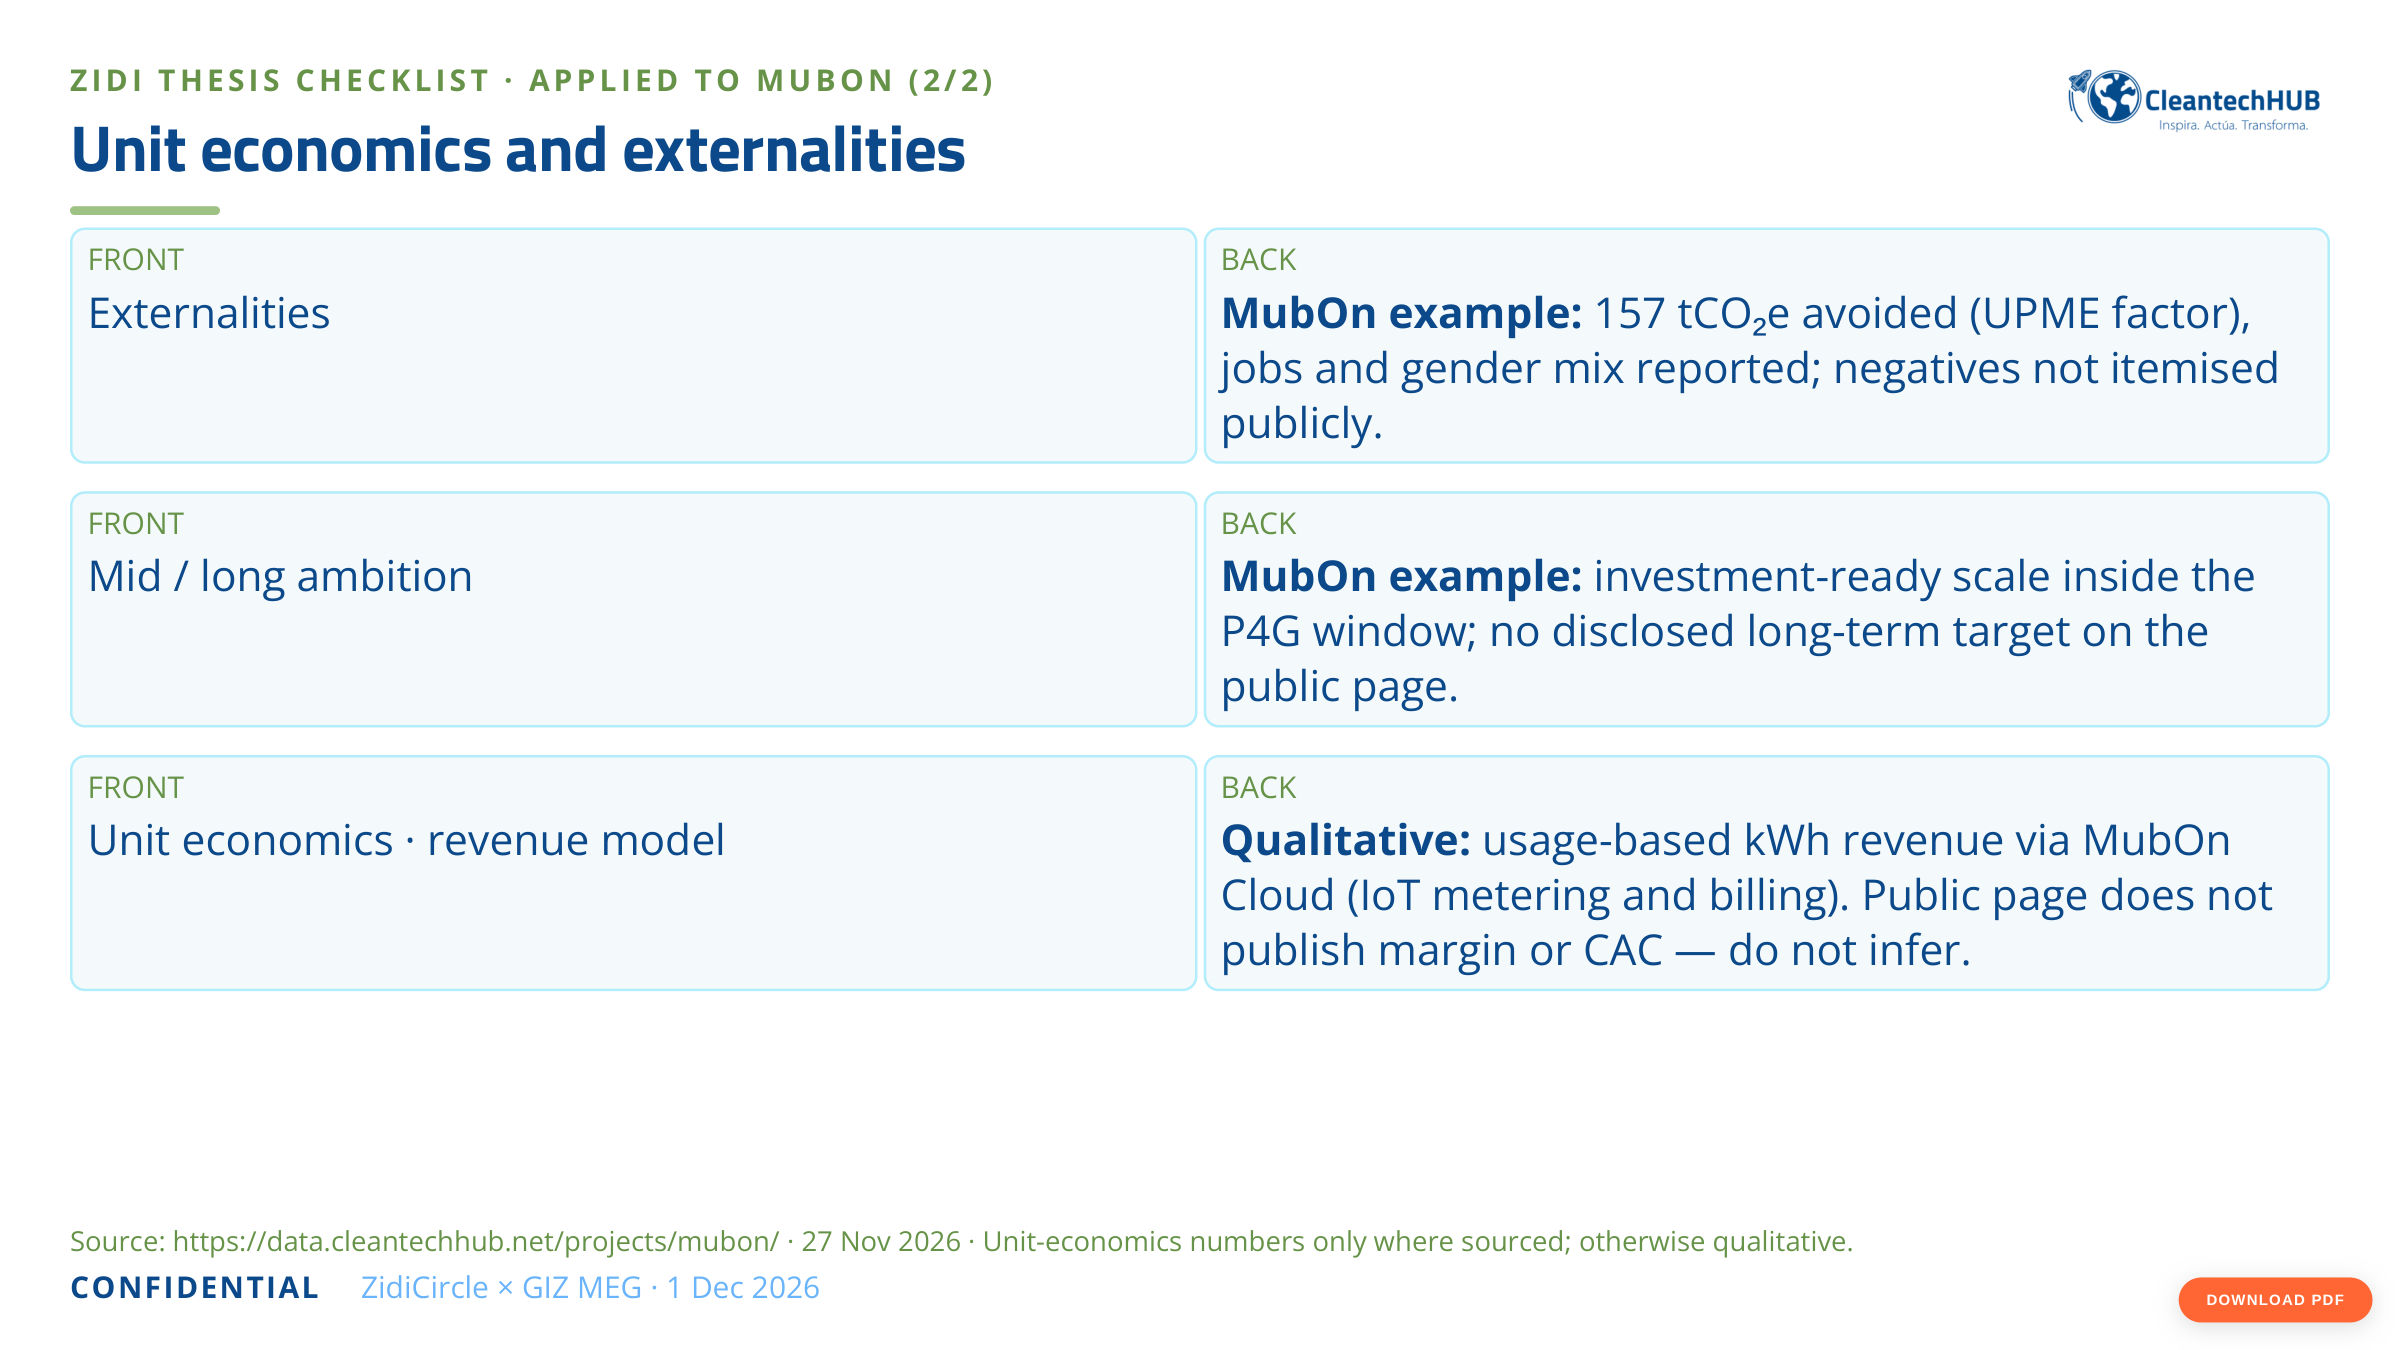 ZIDI THESIS CHECKLIST · APPLIED TO MUBON (2/2)
Unit economics and externalities
CleantechHUB
Inspira. Actúa. Transforma.
FRONT
Externalities
BACK
MubOn example: 157 tCO₂e avoided (UPME factor),
jobs and gender mix reported; negatives not itemised
publicly.
FRONT
Mid / long ambition
BACK
MubOn example: investment-ready scale inside the
P4G window; no disclosed long-term target on the
public page.
FRONT
Unit economics · revenue model
BACK
Qualitative: usage-based kWh revenue via MubOn
Cloud (IoT metering and billing). Public page does not
publish margin or CAC — do not infer.
Source: https://data.cleantechhub.net/projects/mubon/ · 27 Nov 2026 · Unit-economics numbers only where sourced; otherwise qualitative.
CONFIDENTIAL ZidiCircle × GIZ MEG · 1 Dec 2026
DOWNLOAD PDF